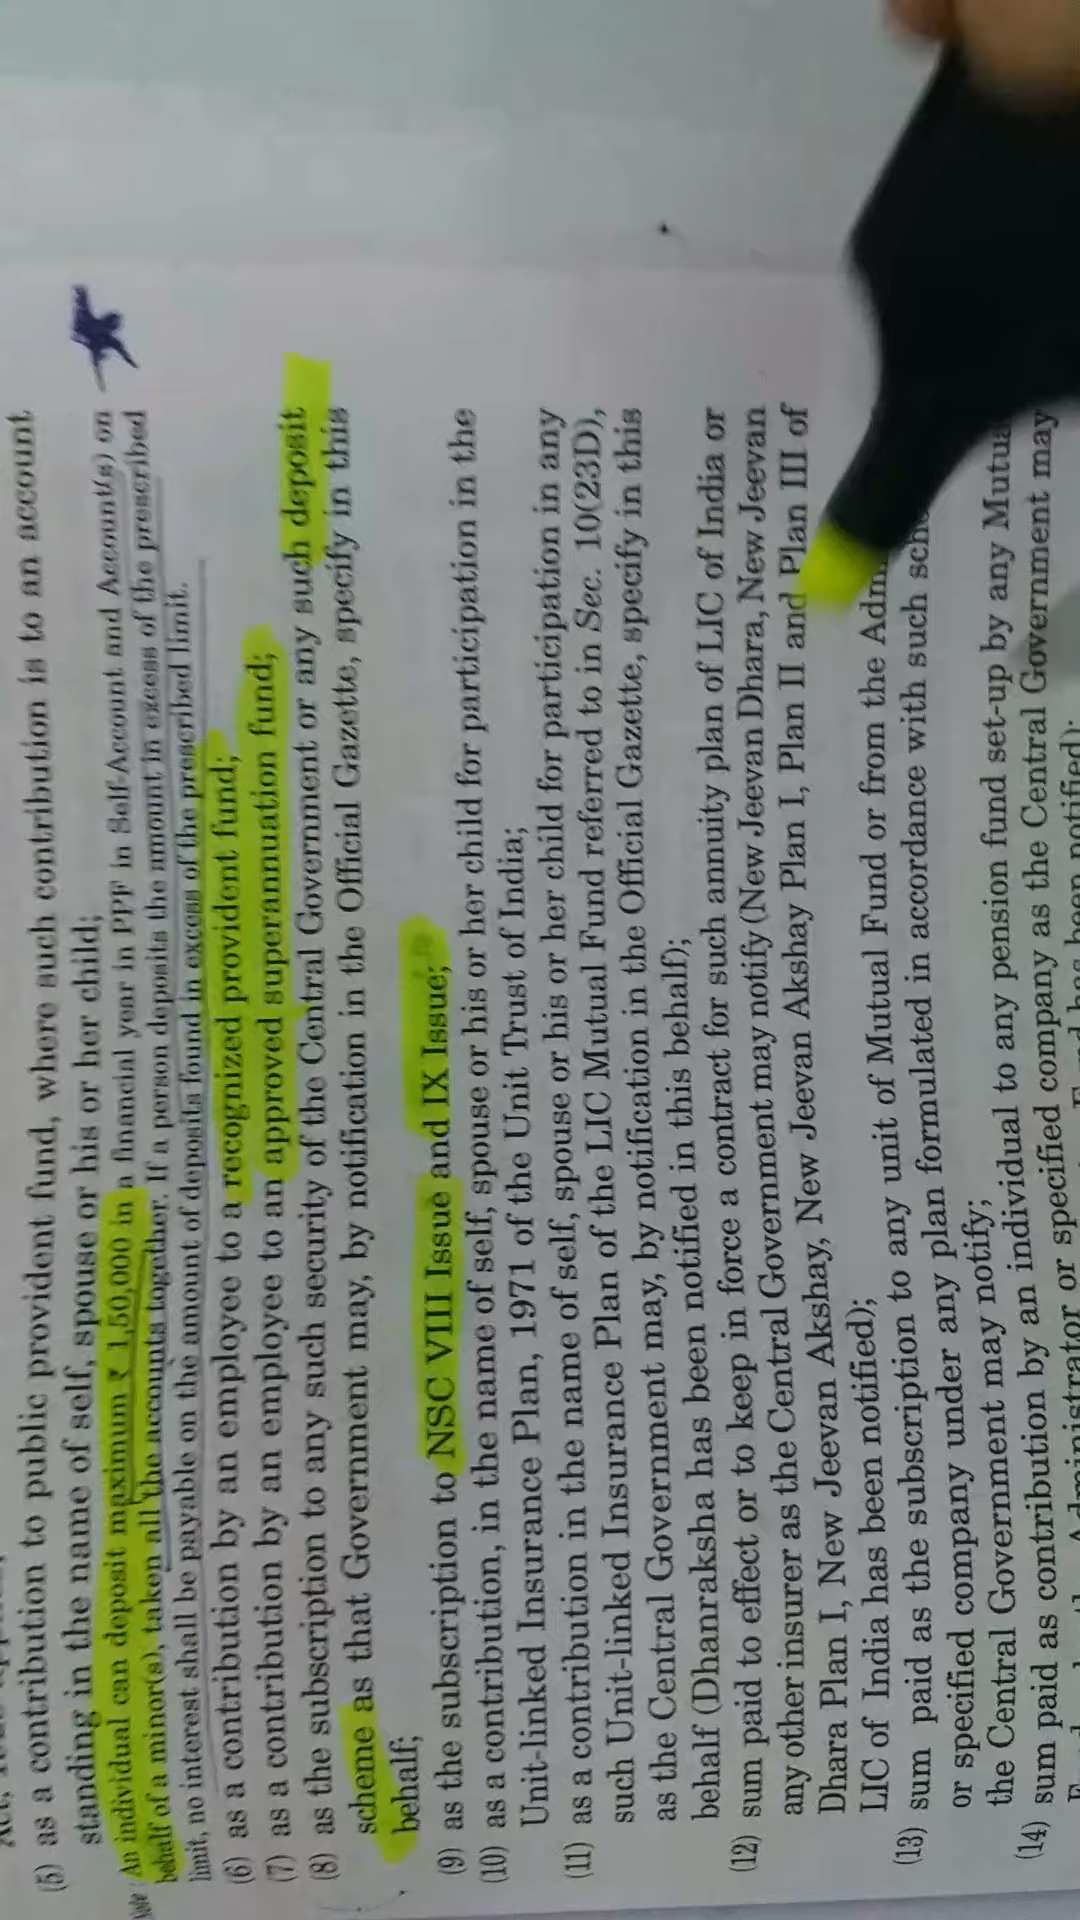 (5) as a contribution to public provident fund, where such contribution is to an account
standing in the name of self, spouse or his or her child;
Note : An individual can deposit maximum ₹ 1,50,000 in a financial year in PPF in Self-Account and Account(s) on
behalf of a minor(s), taken all the accounts together. If a person deposits the amount in excess of the prescribed
limit, no interest shall be payable on the amount of deposits found in excess of the prescribed limit.
(6) as a contribution by an employee to a recognized provident fund;
(7) as a contribution by an employee to an approved superannuation fund;
(8) as the subscription to any such security of the Central Government or any such deposit
scheme as that Government may, by notification in the Official Gazette, specify in this
behalf;
(9) as the subscription to NSC VIII Issue and IX Issue;
(10) as a contribution, in the name of self, spouse or his or her child for participation in the
Unit-linked Insurance Plan, 1971 of the Unit Trust of India;
(11) as a contribution in the name of self, spouse or his or her child for participation in any
such Unit-linked Insurance Plan of the LIC Mutual Fund referred to in Sec. 10(23D),
as the Central Government may, by notification in the Official Gazette, specify in this
behalf (Dhanraksha has been notified in this behalf);
(12) sum paid to effect or to keep in force a contract for such annuity plan of LIC of India or
any other insurer as the Central Government may notify (New Jeevan Dhara, New Jeevan
Dhara Plan I, New Jeevan Akshay, New Jeevan Akshay Plan I, Plan II and Plan III of
LIC of India has been notified);
(13) sum paid as the subscription to any unit of Mutual Fund or from the
or specified company under any plan formulated in accordance with such
the Central Government may notify;
(14) sum paid as contribution by an individual to any pension fund set-up by any Mutual
Administrator or specified company as the Central Government may
has been notified);